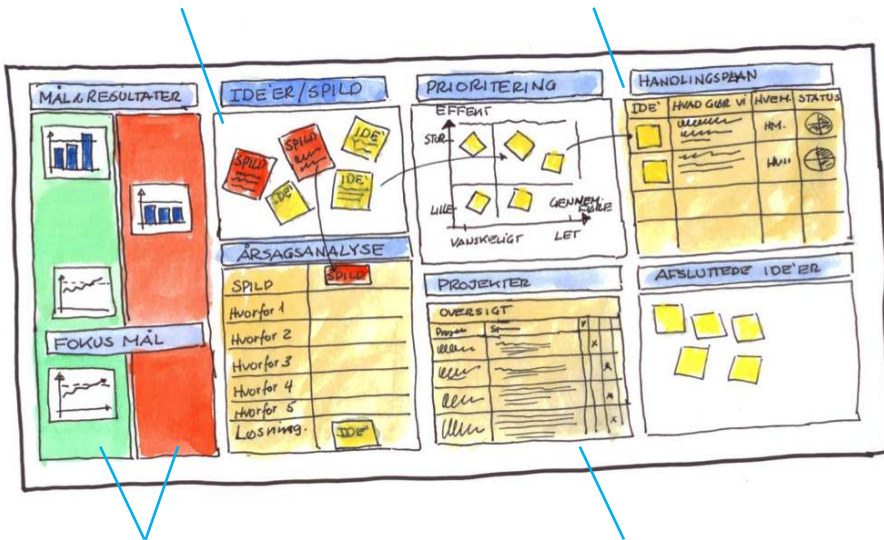 MÅL & RESULTATER
IDE'ER/SPILD
SPILD
SPILD
IDE'
IDE'
IDE'
ÅRSAGSANALYSE
SPILD
SPILD
Hvorfor 1
Hvorfor 2
Hvorfor 3
Hvorfor 4
Hvorfor 5
Løsning.
IDE'
FOKUS MÅL
PRIORITERING
EFFEKT
STOR
LILLE
GENNEM-
FØRE
VANSKELIGT
LET
PROJEKTER
OVERSIGT
HANDLINGSPLAN
IDE' HVAD GØR VI HVEM STATUS
HM.
AFSLUTTEDE IDE'ER